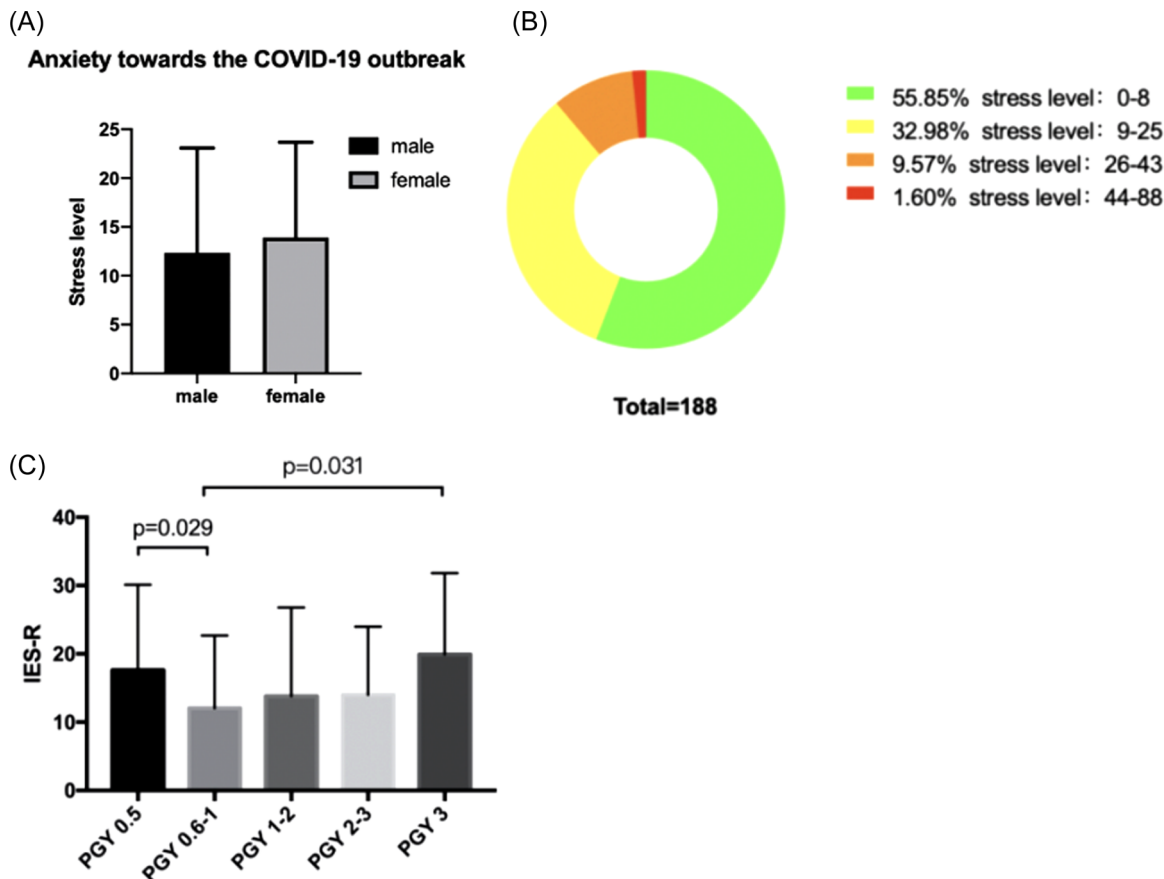 (A)
Anxiety towards the COVID-19 outbreak
25
20
15
10
5
0
Stress level
male
female
male
female
(B)
55.85% stress level: 0-8
32.98% stress level: 9-25
9.57% stress level: 26-43
1.60% stress level: 44-88
Total=188
(C)
p=0.031
p=0.029
40
30
20
10
0
IES-R
PGY 0.5
PGY 0.6-1
PGY 1-2
PGY 2-3
PGY 3